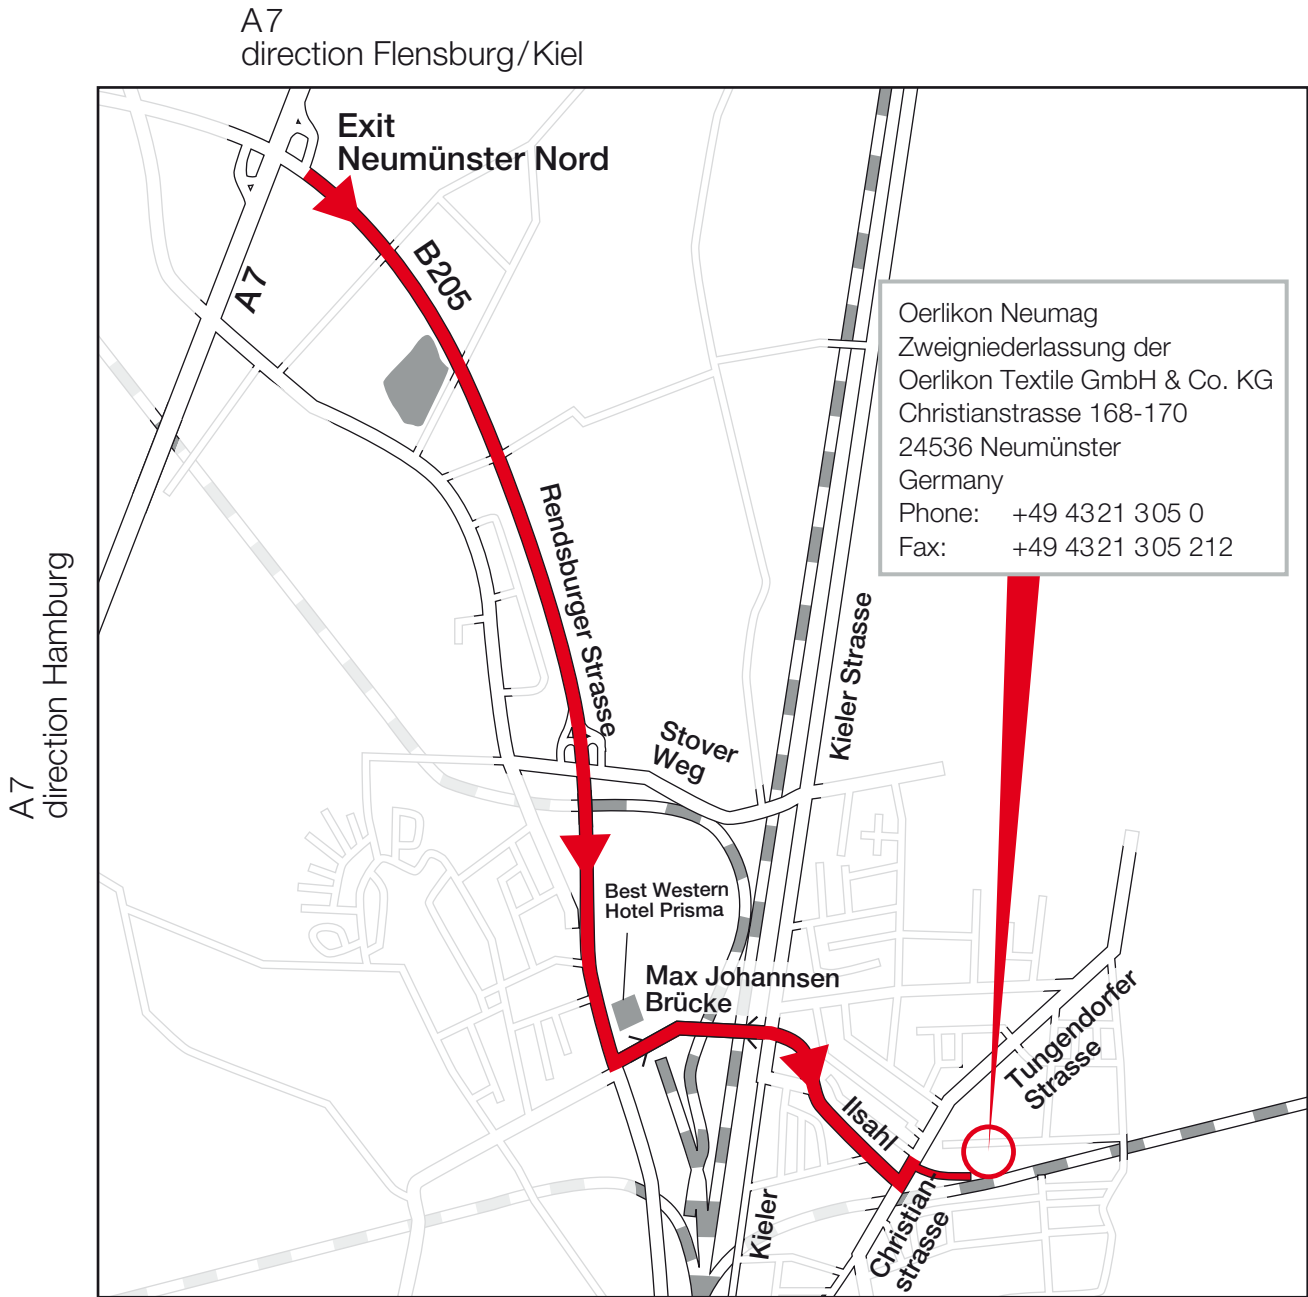 A7
direction Flensburg/Kiel
Exit
Neumünster Nord
A7
B205
Oerlikon Neumag
Zweigniederlassung der
Oerlikon Textile GmbH & Co. KG
Christianstrasse 168-170
24536 Neumünster
Germany
Phone: +49 4321 305 0
Fax: +49 4321 305 212
A7
direction Hamburg
Rendsburger Strasse
Kieler Strasse
Stover
Weg
Best Western
Hotel Prisma
Max Johannsen
Brücke
Tungendorfer
Strasse
Ilsahl
Kieler
Christian-
strasse